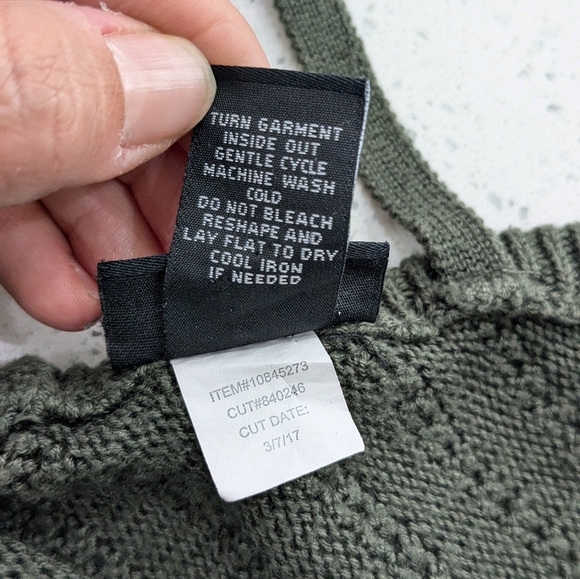 TURN GARMENT
INSIDE OUT
GENTLE CYCLE
MACHINE WASH
COLD
DO NOT BLEACH
RESHAPE AND
LAY FLAT TO DRY
COOL IRON
IF NEEDED
ITEM#10845273
CUT#840246
CUT DATE:
3/7/17